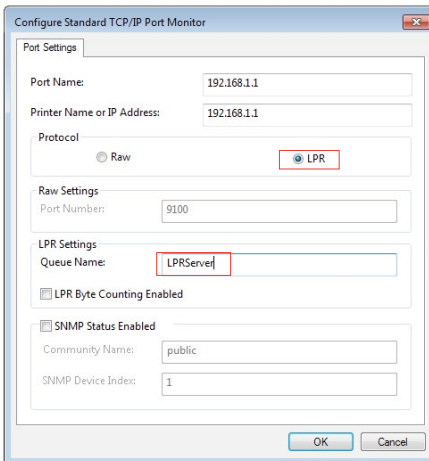 Configure Standard TCP/IP Port Monitor
Port Settings
Port Name: 192.168.1.1
Printer Name or IP Address: 192.168.1.1
Protocol
Raw LPR
Raw Settings
Port Number: 9100
LPR Settings
Queue Name: LPRServer
LPR Byte Counting Enabled
SNMP Status Enabled
Community Name: public
SNMP Device Index: 1
OK Cancel